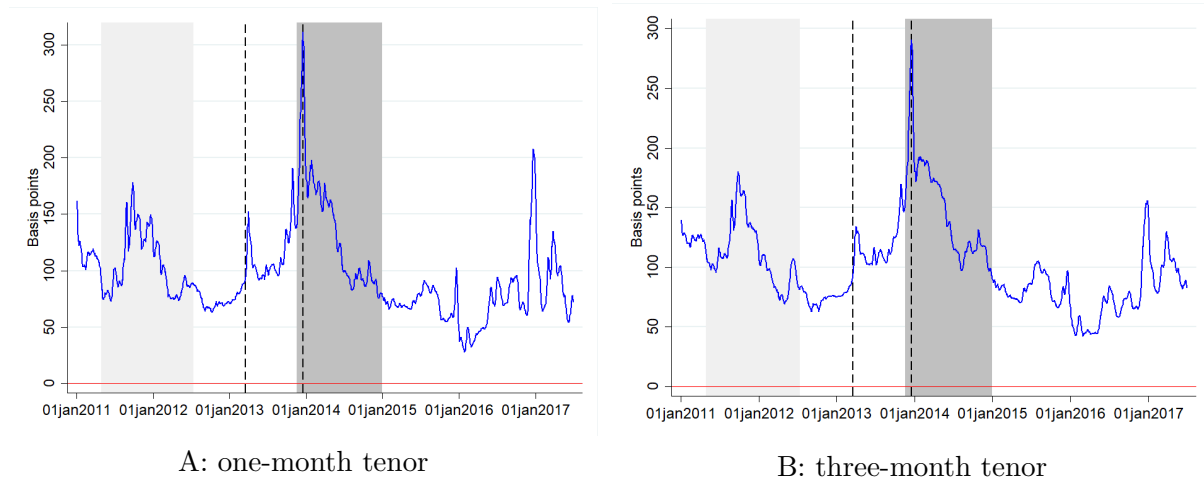 Basis points
300
250
200
150
100
50
0
01jan2011 01jan2012 01jan2013 01jan2014 01jan2015 01jan2016 01jan2017
A: one-month tenor
Basis points
300
250
200
150
100
50
0
01jan2011 01jan2012 01jan2013 01jan2014 01jan2015 01jan2016 01jan2017
B: three-month tenor